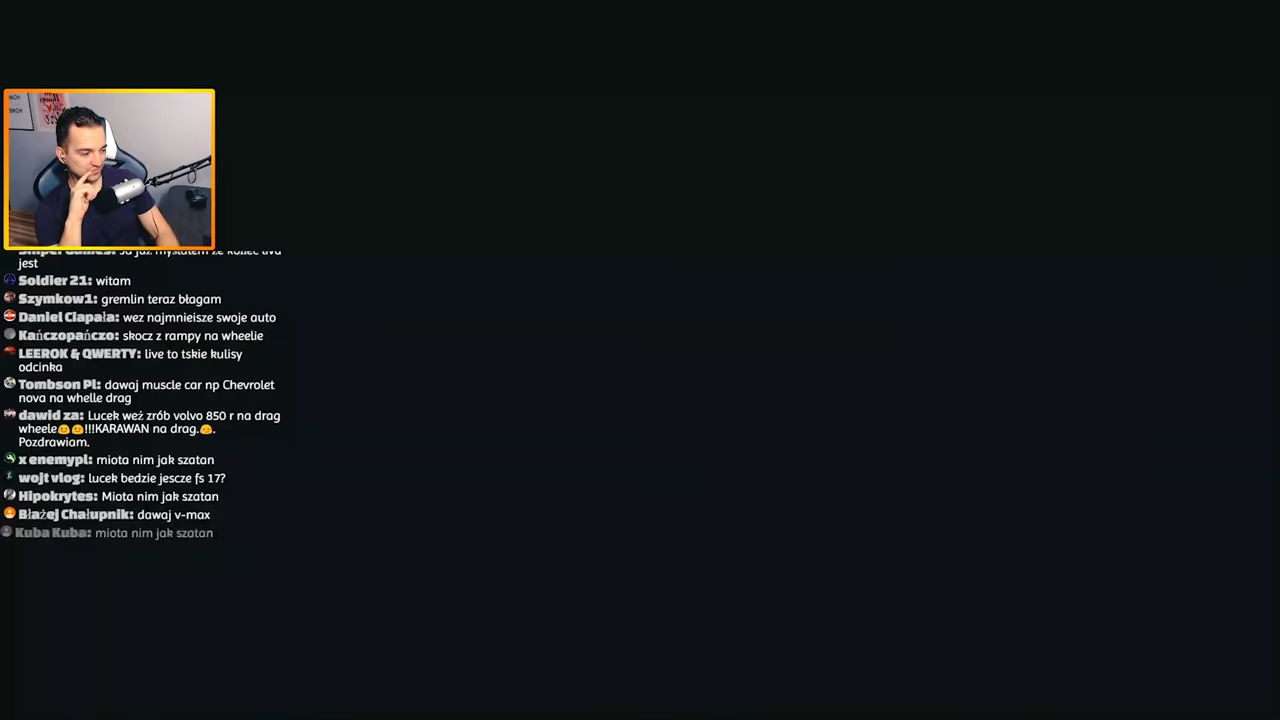 jest
Soldier 21: witam
Szymkow1: gremlin teraz błagam
Daniel Ciapała: wez najmnieisze swoje auto
Kańczopańczo: skocz z rampy na wheelie
LEEROK & QWERTY: live to tskie kulisy
odcinka
Tombson Pl: dawaj muscle car np Chevrolet
nova na whelle drag
dawid za: Lucek weź zrób volvo 850 r na drag
wheele😐😐!!!KARAWAN na drag.😐.
Pozdrawiam.
x enemypl: miota nim jak szatan
wojt vlog: lucek bedzie jescze fs 17?
Hipokrytes: Miota nim jak szatan
Błażej Chałupnik: dawaj v-max
Kuba Kuba: miota nim jak szatan